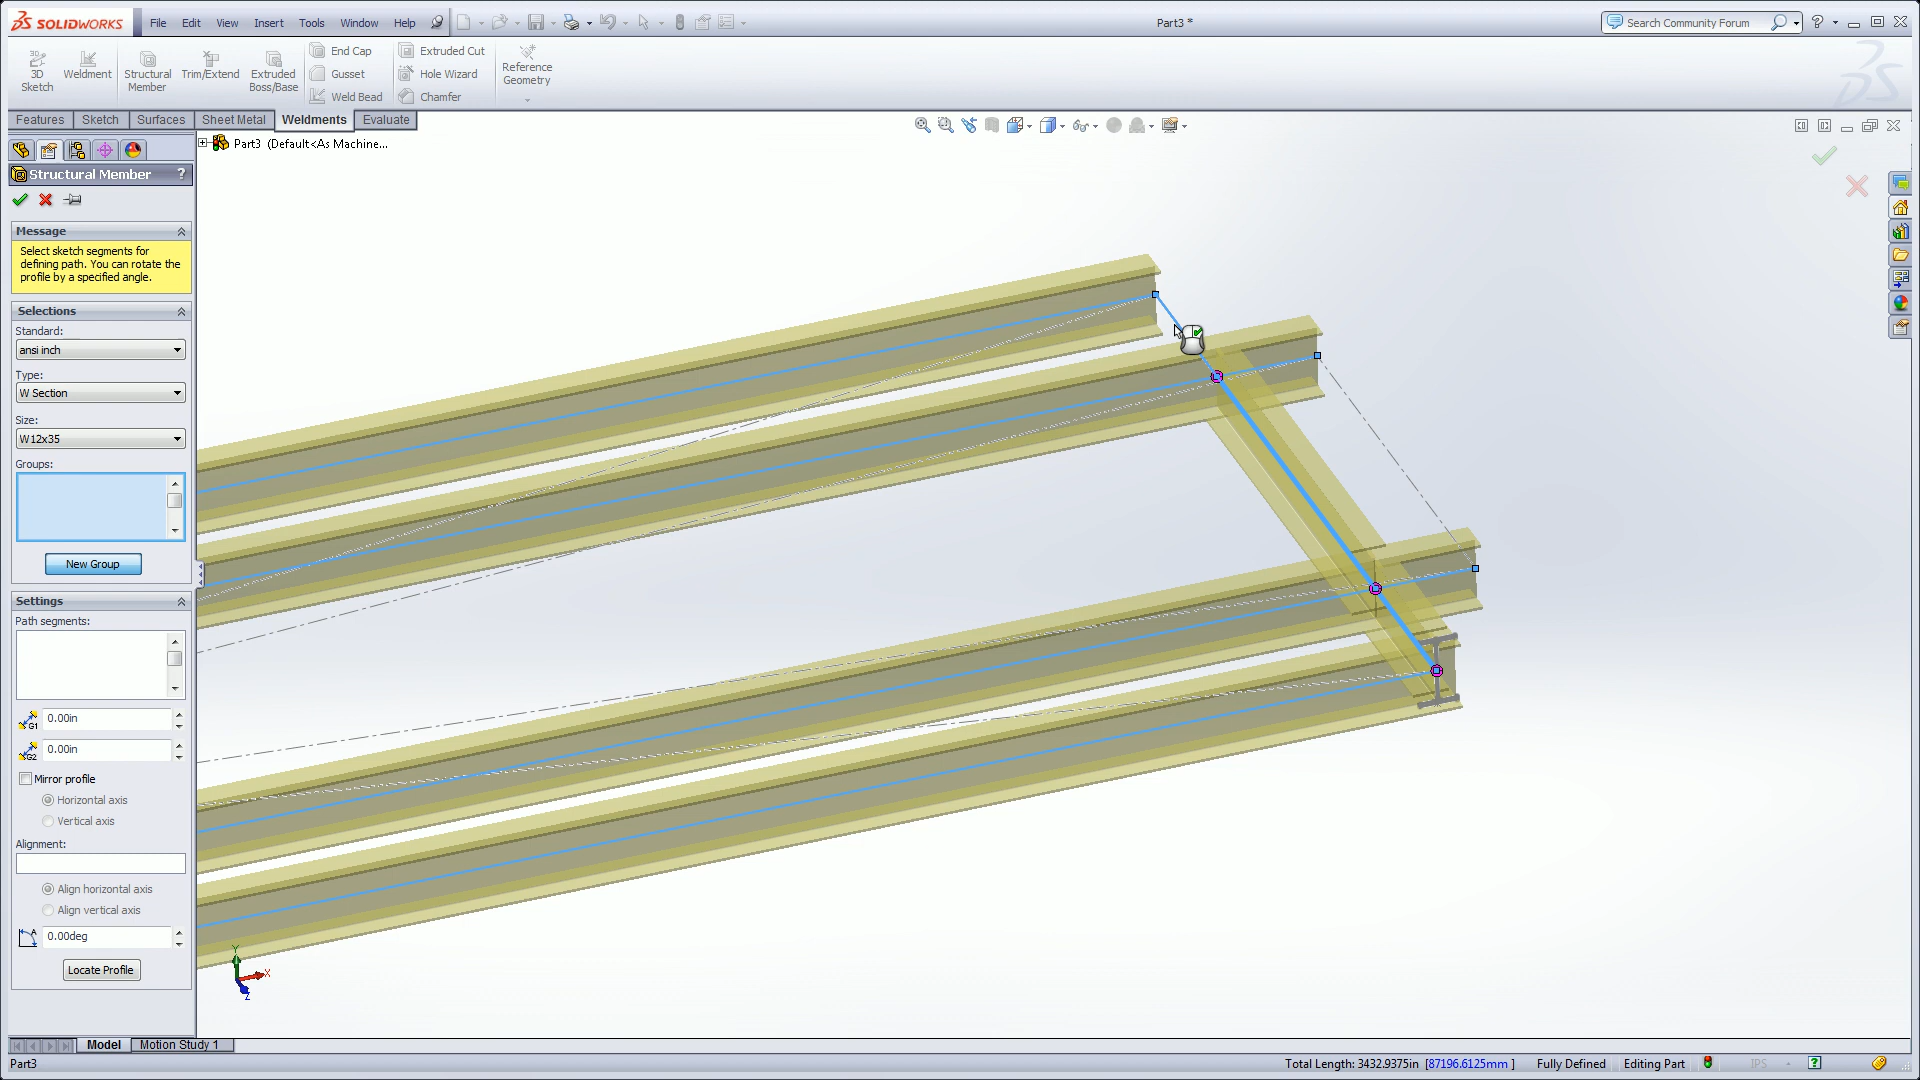 SOLIDWORKS File Edit View Insert Tools Window Help Part3 * Search Community Forum
3D Sketch Weldment Structural Member Trim/Extend Extruded Boss/Base End Cap Extruded Cut Reference Geometry
Gusset Hole Wizard
Weld Bead Chamfer
Features Sketch Surfaces Sheet Metal Weldments Evaluate
Part3 (Default<As Machine...
Structural Member ?
Message
Select sketch segments for
defining path. You can rotate the
profile by a specified angle.
Selections
Standard:
ansi inch
Type:
W Section
Size:
W12x35
Groups:
New Group
Settings
Path segments:
G1 0.00in
G2 0.00in
Mirror profile
Horizontal axis
Vertical axis
Alignment:
Align horizontal axis
Align vertical axis
0.00deg
Locate Profile
Y
X
Z
Model Motion Study 1
Part3 Total Length: 3432.9375in [87196.6125mm ] Fully Defined Editing Part IPS